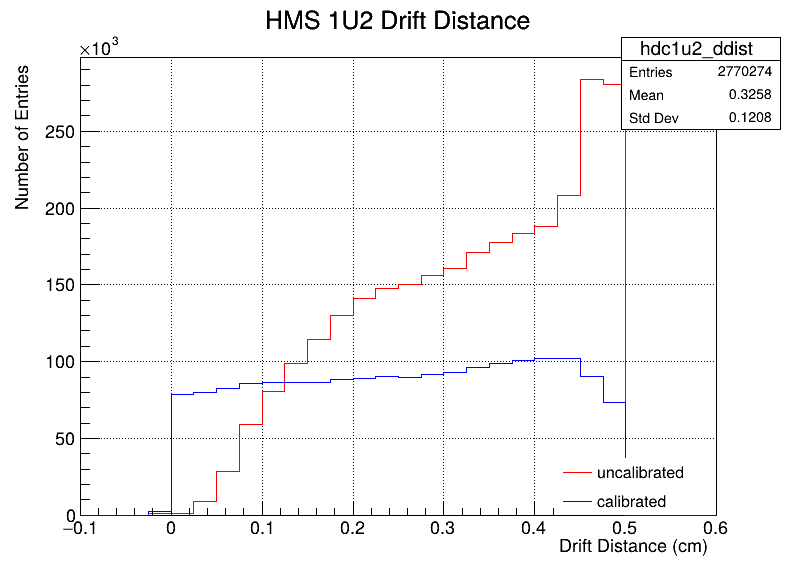 HMS 1U2 Drift Distance
×10³
hdc1u2_ddist
Entries 2770274
Mean 0.3258
Std Dev 0.1208
Number of Entries
250
200
150
100
50
0
uncalibrated
calibrated
−0.1 0 0.1 0.2 0.3 0.4 0.5 0.6
Drift Distance (cm)